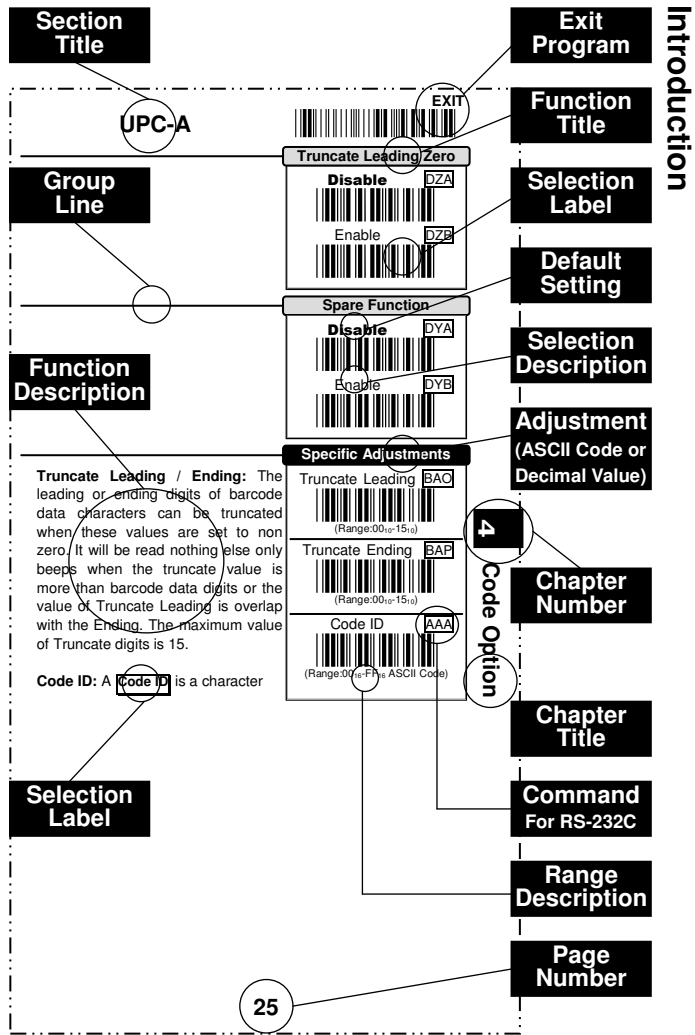 Introduction
Section
Title
Exit
Program
EXIT
UPC-A
Function
Title
Truncate Leading Zero
Disable DZA
Enable DZB
Group
Line
Selection
Label
Default
Setting
Spare Function
Disable DYA
Enable DYB
Selection
Description
Function
Description
Adjustment
(ASCII Code or
Decimal Value)
Specific Adjustments
Truncate Leading BAO
(Range:00₁₀-15₁₀)
Truncate Ending BAP
(Range:00₁₀-15₁₀)
Code ID AAA
(Range:00₁₆-FF₁₆ ASCII Code)
Truncate Leading / Ending: The
leading or ending digits of barcode
data characters can be truncated
when these values are set to non
zero. It will be read nothing else only
beeps when the truncate value is
more than barcode data digits or the
value of Truncate Leading is overlap
with the Ending. The maximum value
of Truncate digits is 15.
Code ID: A Code ID is a character
4 Code Option
Chapter
Number
Chapter
Title
Selection
Label
Command
For RS-232C
Range
Description
Page
Number
25